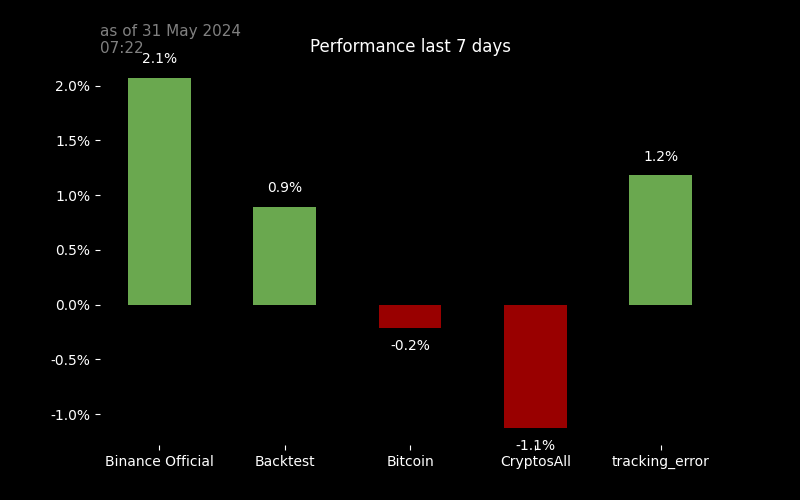 as of 31 May 2024
07:22
Performance last 7 days
2.1%
2.0%
1.5%
1.2%
1.0%
0.9%
0.5%
0.0%
-0.2%
-0.5%
-1.0%
-1.1%
Binance Official
Backtest
Bitcoin
CryptosAll
tracking_error